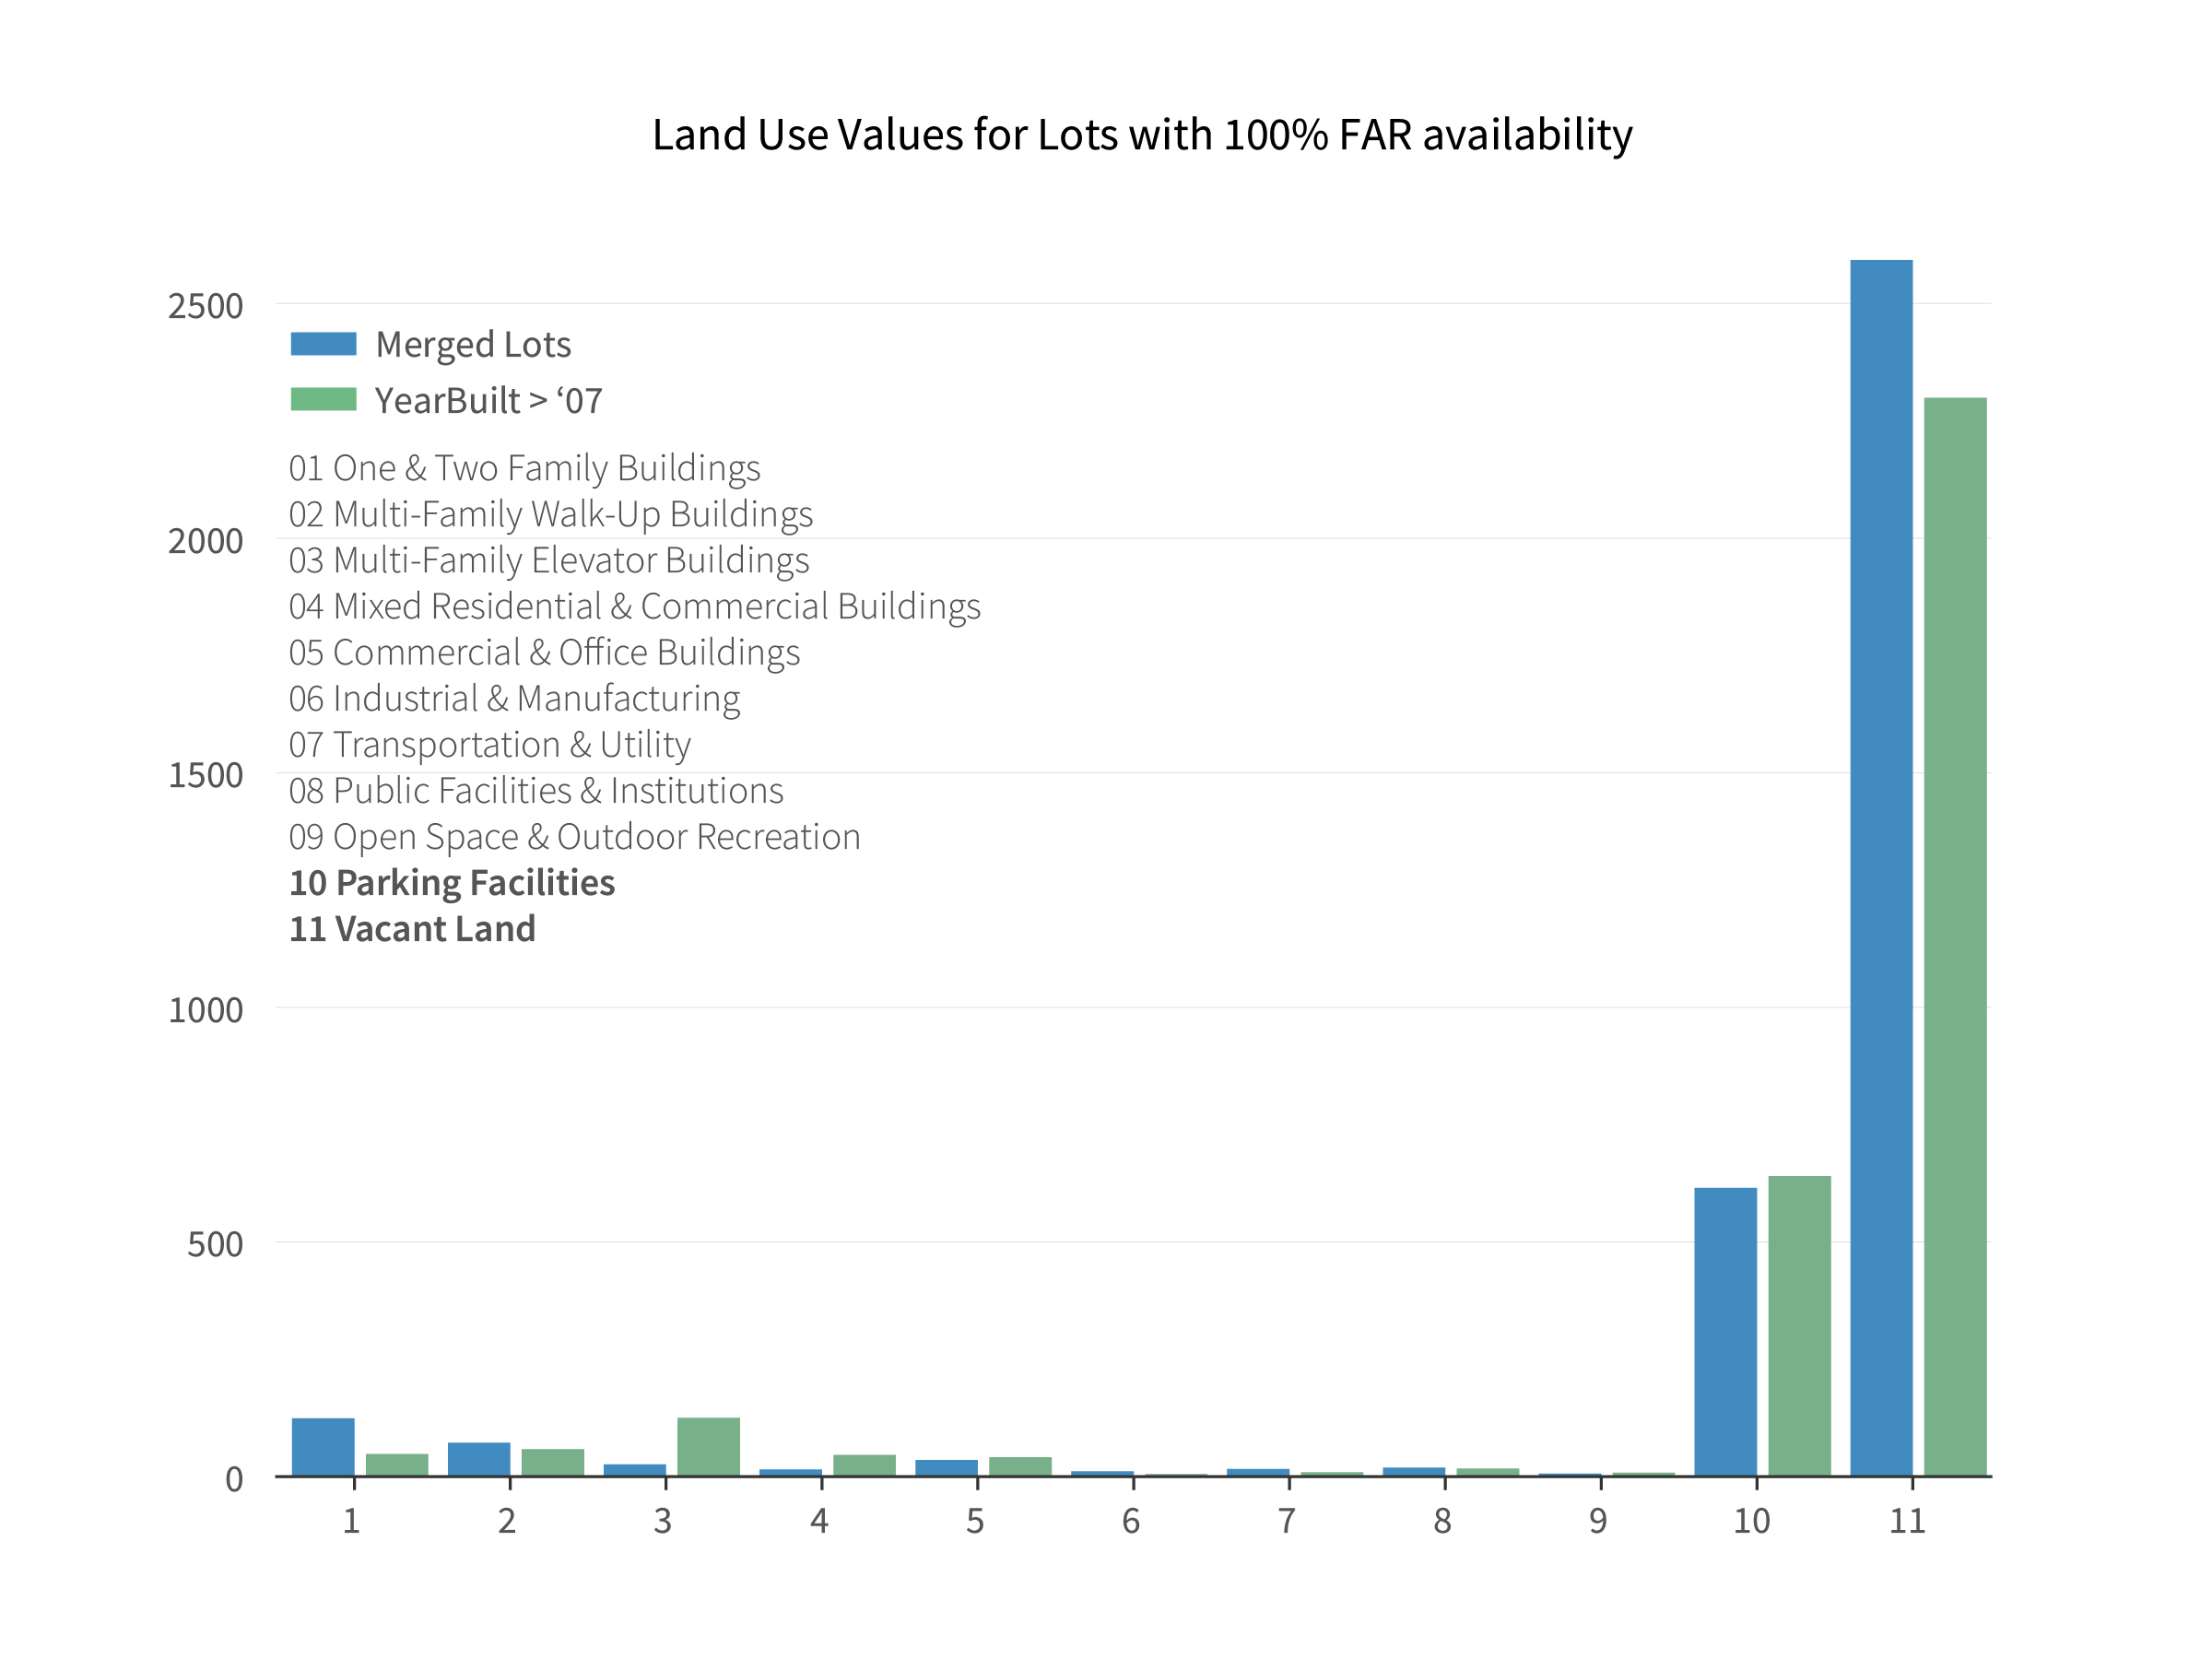 Land Use Values for Lots with 100% FAR availability
2500
Merged Lots
YearBuilt > ‘07
01 One & Two Family Buildings
02 Multi-Family Walk-Up Buildings
2000
03 Multi-Family Elevator Buildings
04 Mixed Residential & Commercial Buildings
05 Commercial & Office Buildings
06 Industrial & Manufacturing
07 Transportation & Utility
1500
08 Public Facilities & Institutions
09 Open Space & Outdoor Recreation
10 Parking Facilities
11 Vacant Land
1000
500
0
1 2 3 4 5 6 7 8 9 10 11